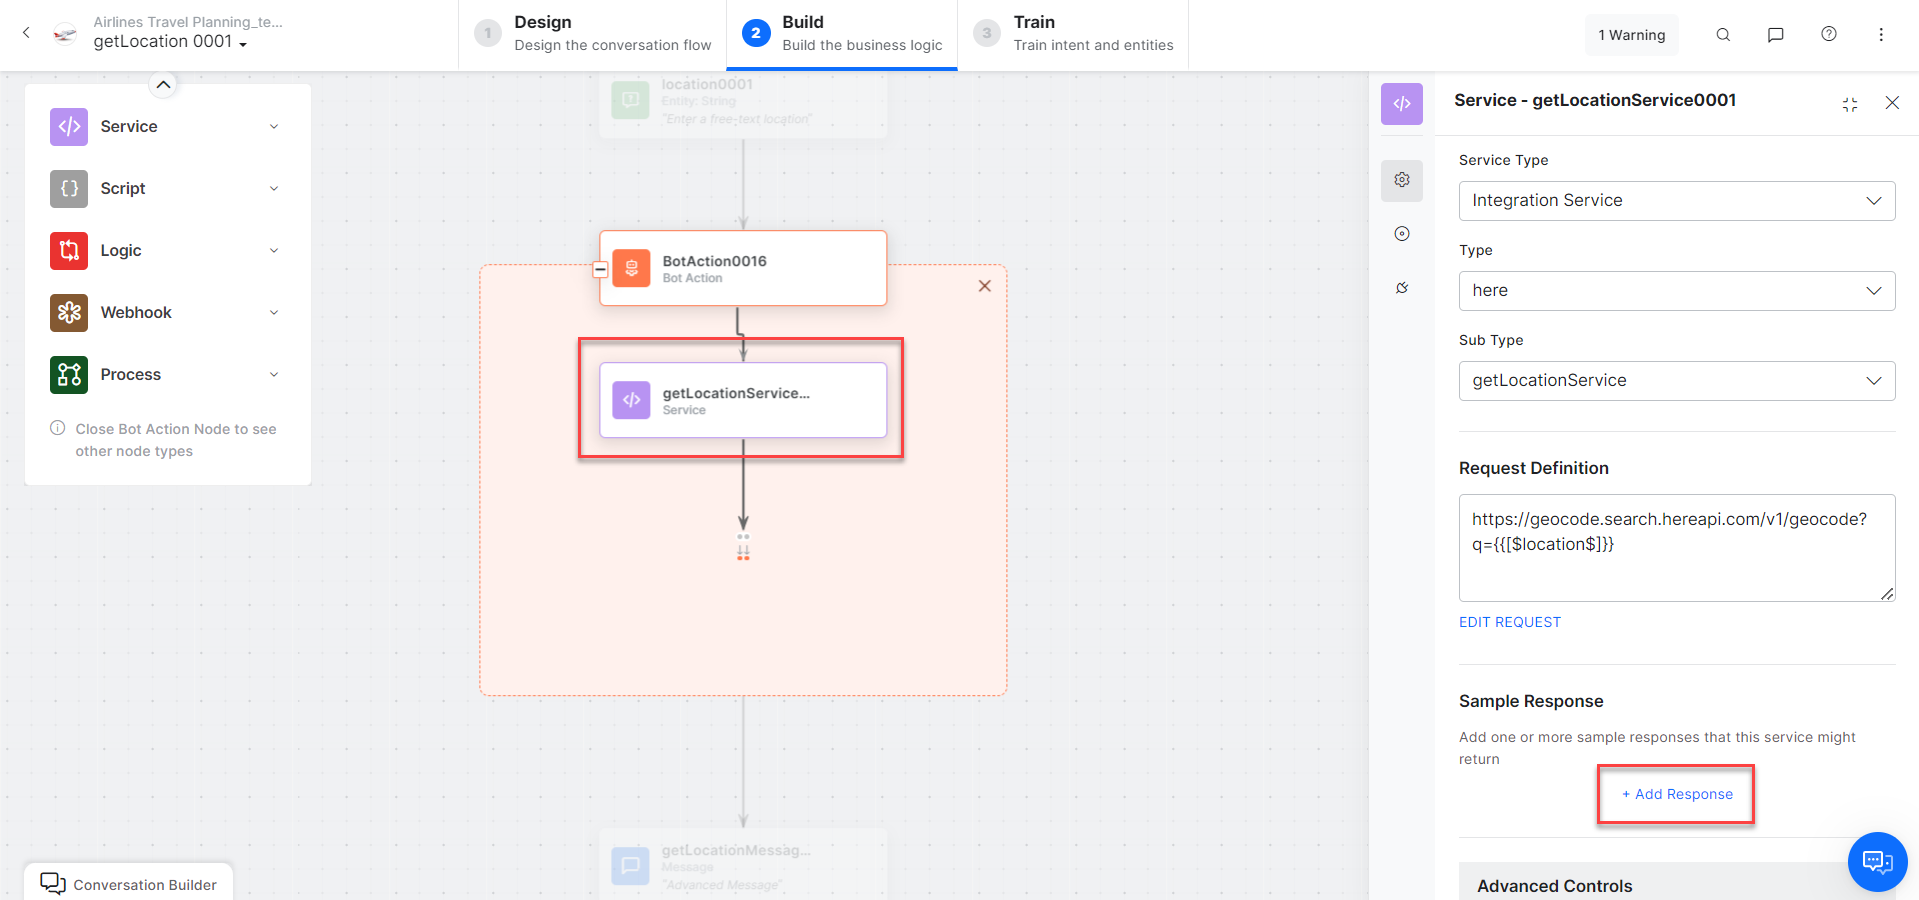 Airlines Travel Planning_te...
getLocation 0001
1
Design
Design the conversation flow
2
Build
Build the business logic
3
Train
Train intent and entities
1 Warning
Service
Script
Logic
Webhook
Process
Close Bot Action Node to see
other node types
location0001
Entity: String
"Enter a free-text location"
BotAction0016
Bot Action
getLocationService...
Service
getLocationMessag...
Message
"Advanced Message"
Conversation Builder
Service - getLocationService0001
Service Type
Integration Service
Type
here
Sub Type
getLocationService
Request Definition
https://geocode.search.hereapi.com/v1/geocode?
q={{[$location$]}}
EDIT REQUEST
Sample Response
Add one or more sample responses that this service might
return
+ Add Response
Advanced Controls